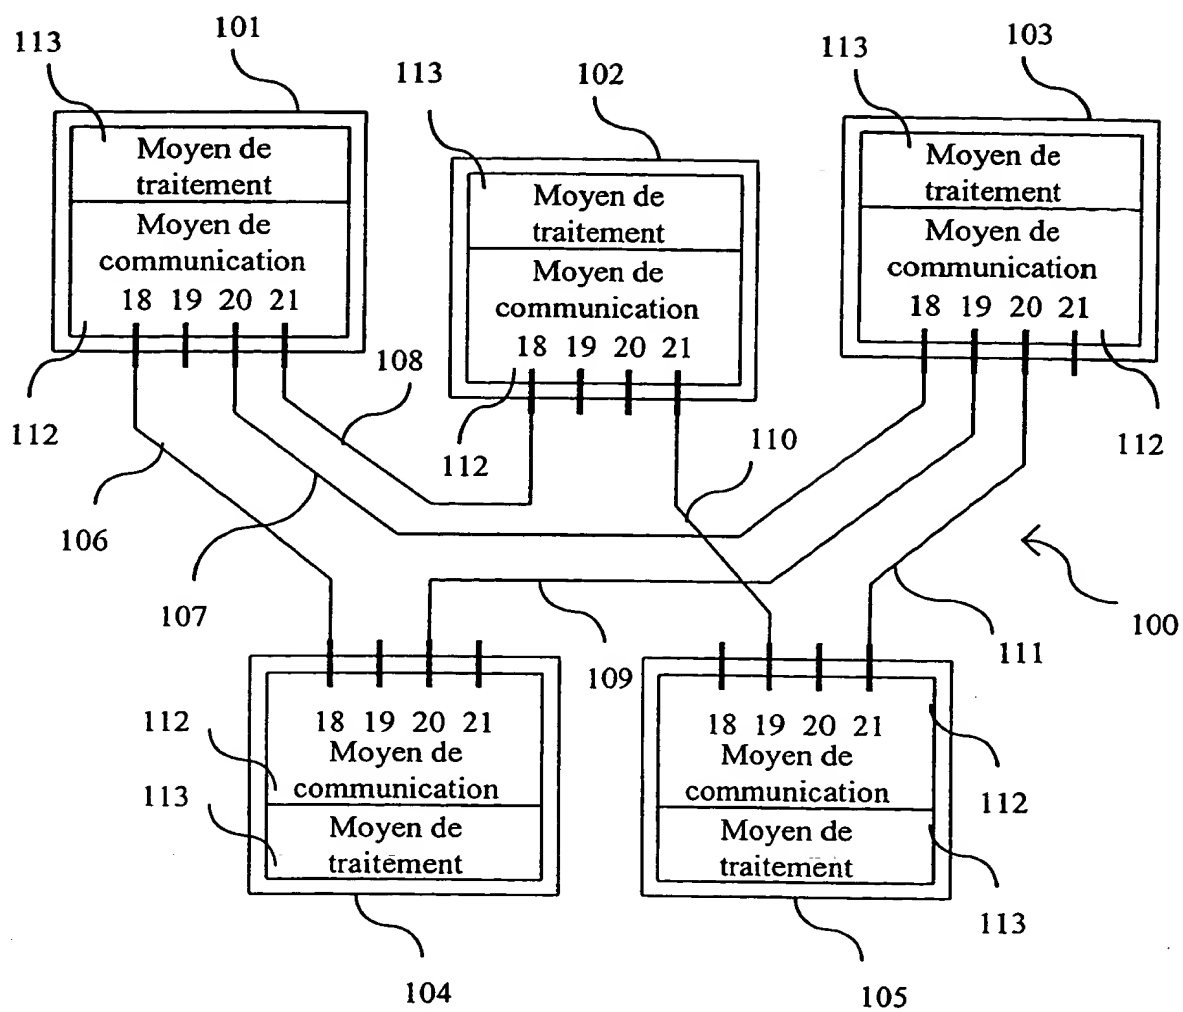 101
113
103
113
102
113
Moyen de
traitement
Moyen de
communication
18 19 20 21
Moyen de
traitement
Moyen de
communication
18 19 20 21
Moyen de
traitement
Moyen de
communication
18 19 20 21
108
112
112
110
112
106
107
100
109
111
18 19 20 21
Moyen de
communication
Moyen de
traitement
112
113
18 19 20 21
Moyen de
communication
Moyen de
traitement
112
113
104
105